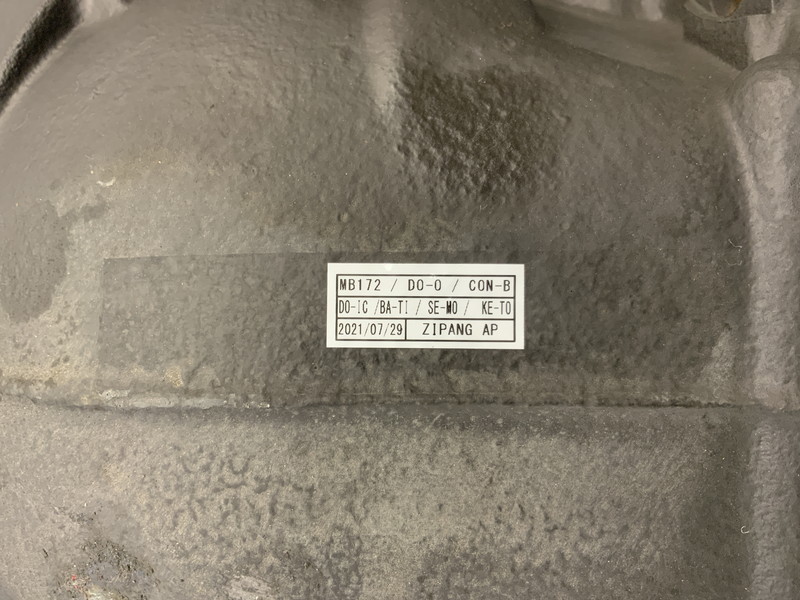 MB172 / DO-O / CON-B
DO-IC /BA-TI / SE-MO / KE-TO
2021/07/29 ZIPANG AP